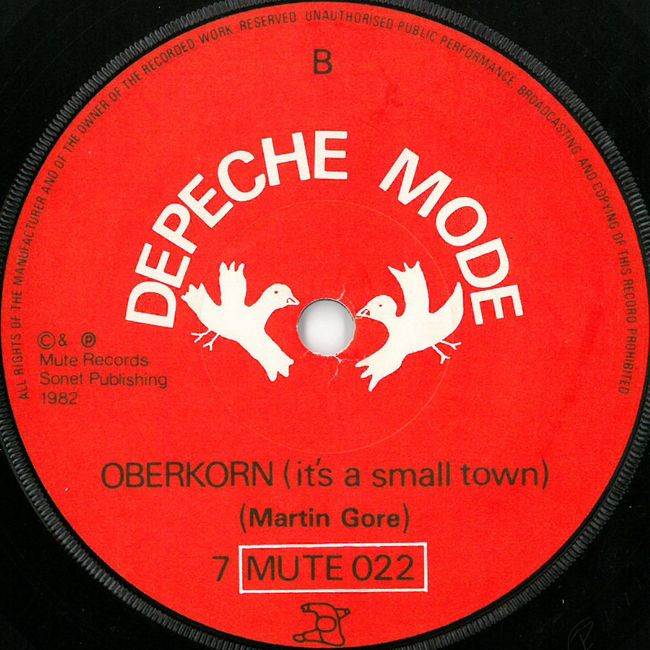 ALL RIGHTS OF THE MANUFACTURER AND OF THE OWNER OF THE RECORDED WORK RESERVED UNAUTHORISED PUBLIC PERFORMANCE BROADCASTING AND COPYING OF THIS RECORD PROHIBITED
B
DEPECHE MODE
©& ℗
Mute Records
Sonet Publishing
1982
OBERKORN (it's a small town)
(Martin Gore)
7 MUTE 022